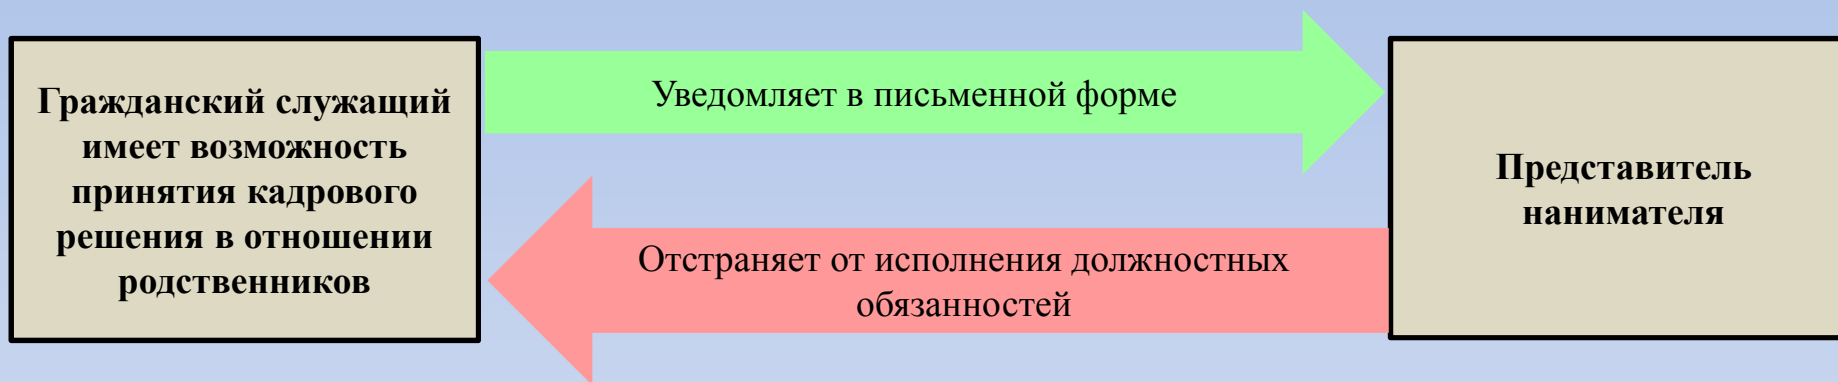 Гражданский служащий
имеет возможность
принятия кадрового
решения в отношении
родственников
Уведомляет в письменной форме
Отстраняет от исполнения должностных
обязанностей
Представитель
нанимателя